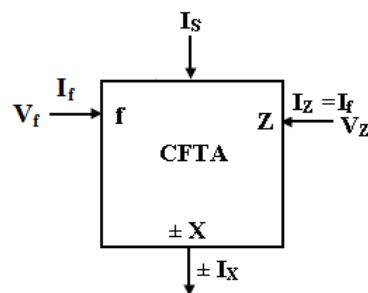 I_S
I_f
V_f
f
I_Z = I_f
Z
V_Z
CFTA
± X
± I_X